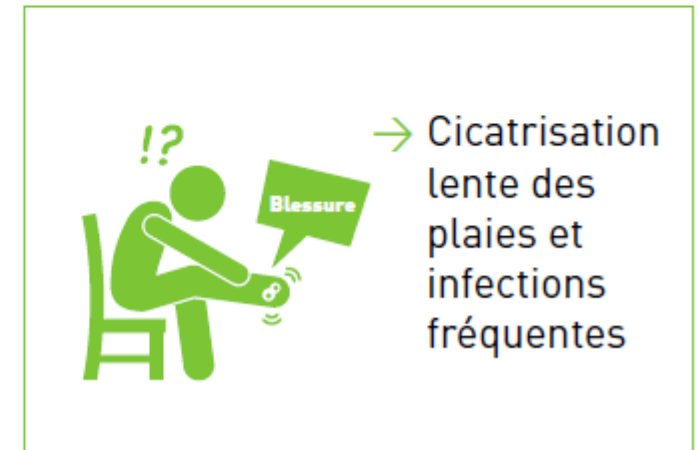 !?
Blessure
→ Cicatrisation
lente des
plaies et
infections
fréquentes